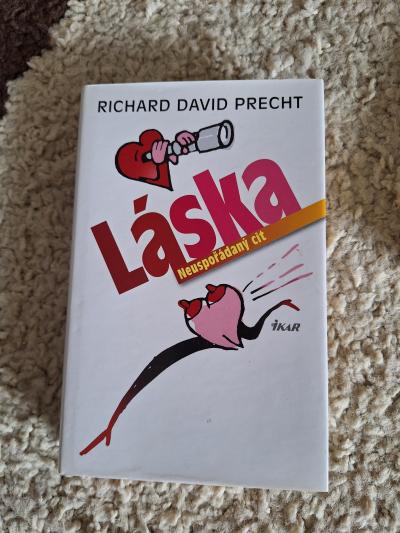 RICHARD DAVID PRECHT
Láska
Neuspořádaný cit
IKAR